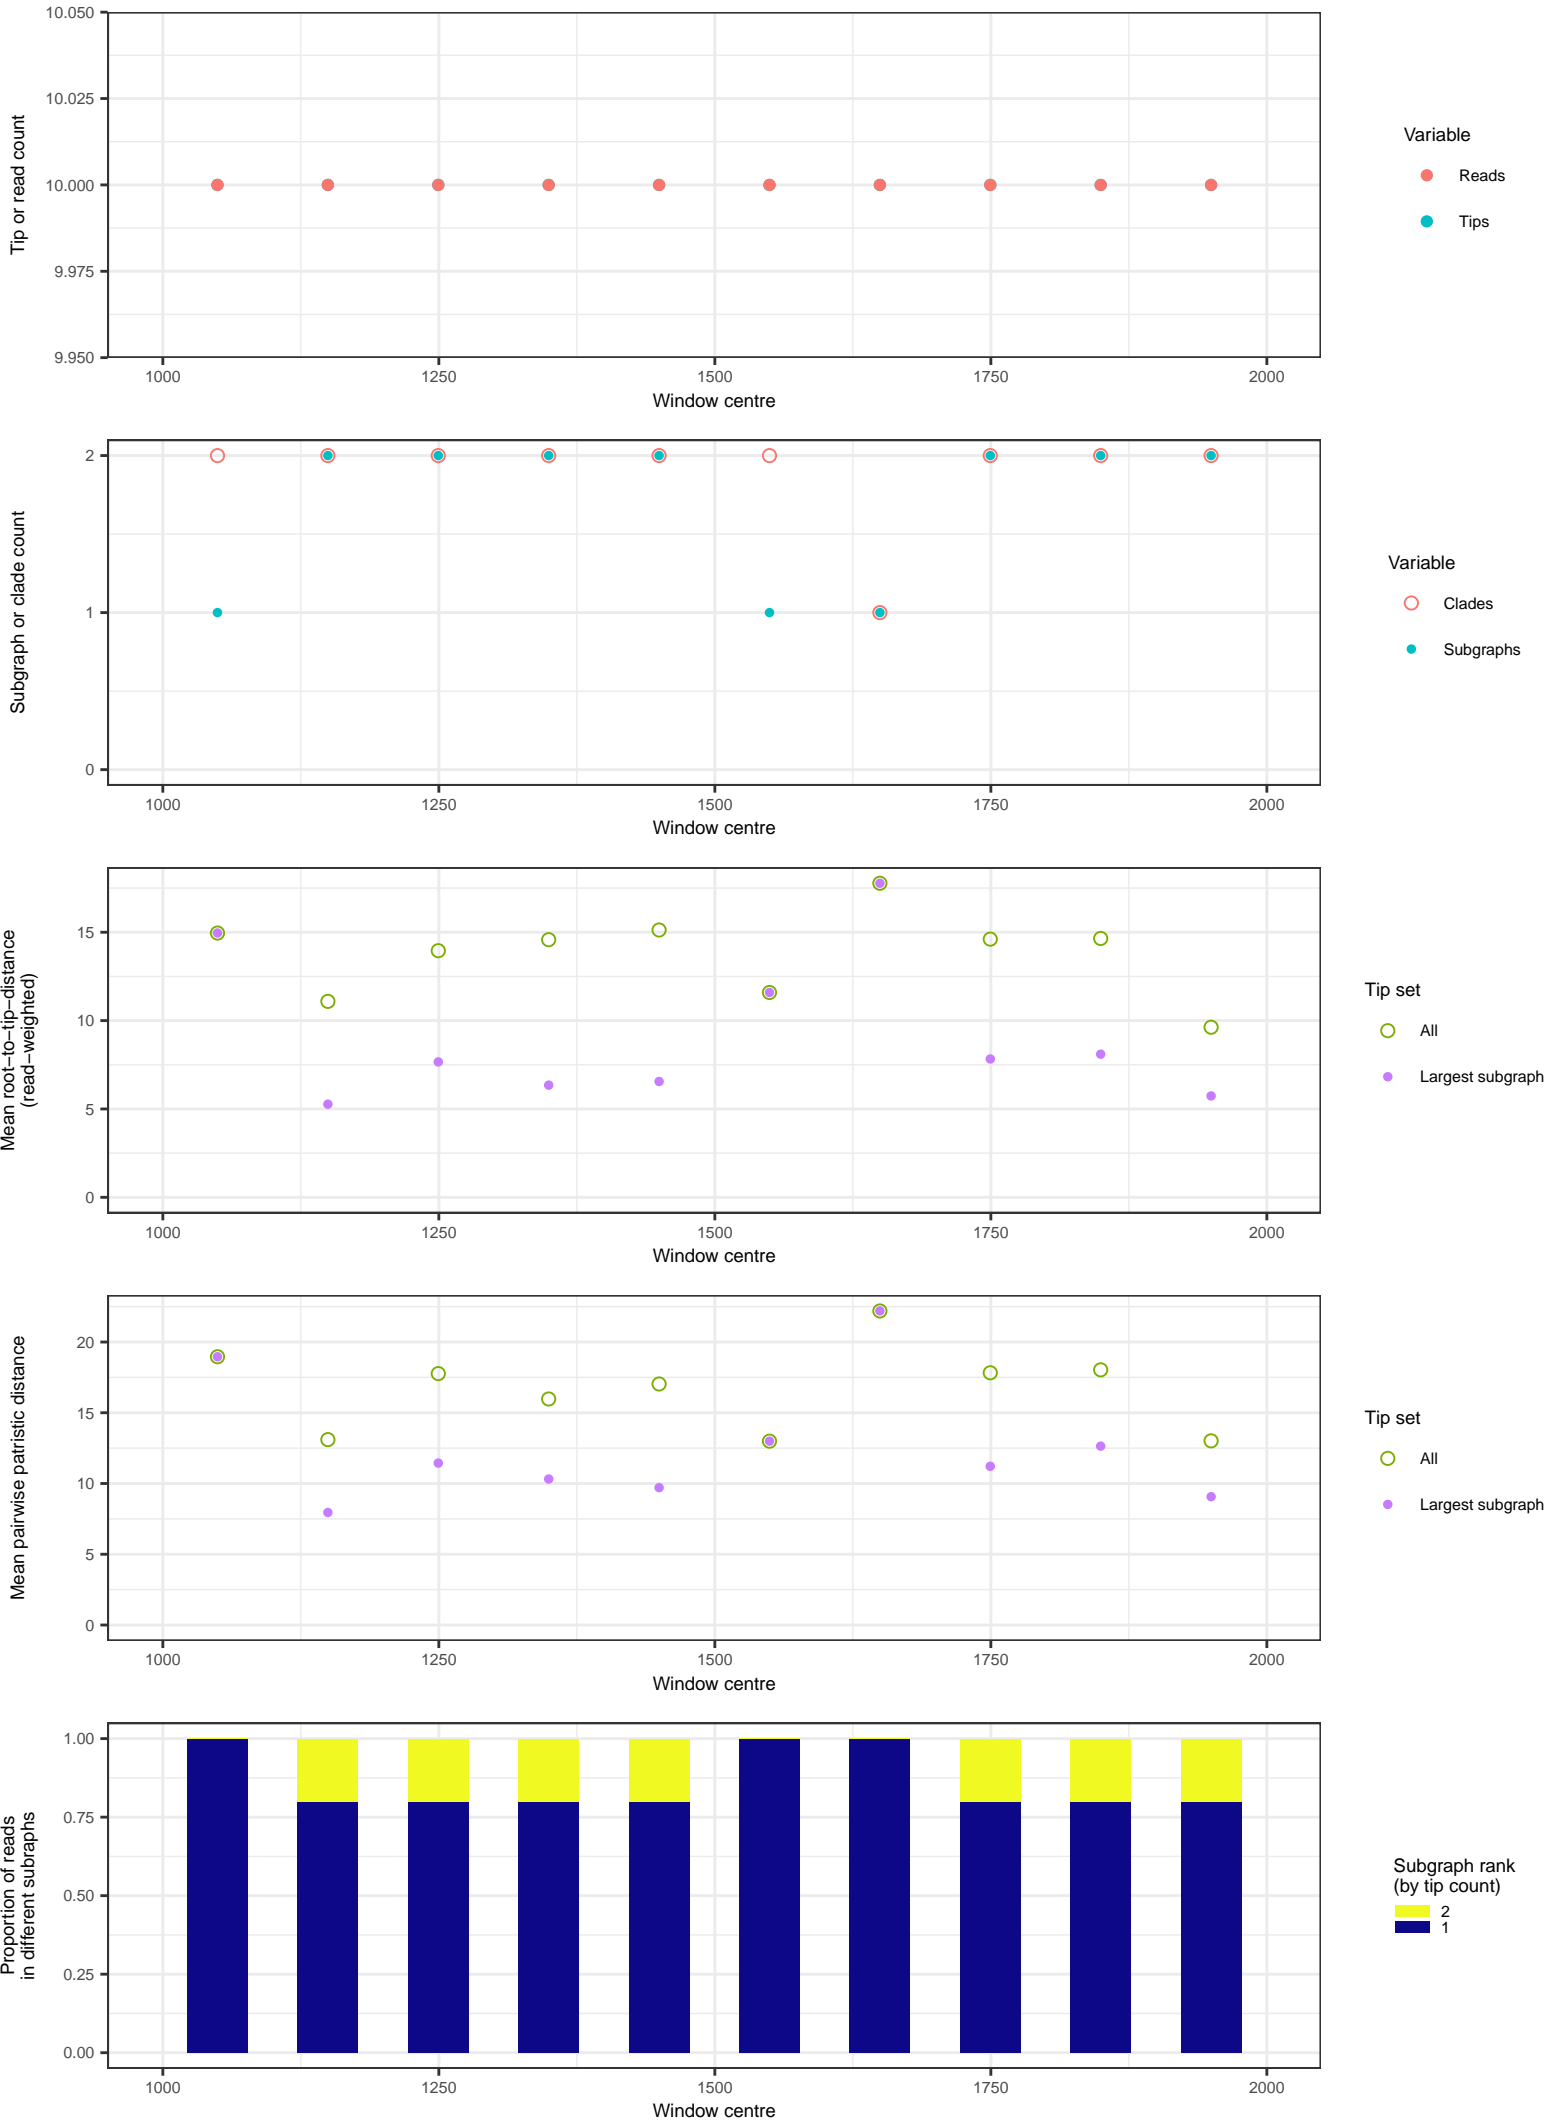 10.050
10.025
10.000
9.975
9.950
Tip or read count
1000 1250 1500 1750 2000
Window centre
Variable
Reads
Tips
2
1
0
Subgraph or clade count
1000 1250 1500 1750 2000
Window centre
Variable
Clades
Subgraphs
15
10
5
0
Mean root−to−tip−distance
(read−weighted)
1000 1250 1500 1750 2000
Window centre
Tip set
All
Largest subgraph
20
15
10
5
0
Mean pairwise patristic distance
1000 1250 1500 1750 2000
Window centre
Tip set
All
Largest subgraph
1.00
0.75
0.50
0.25
0.00
Proportion of reads
in different subraphs
1000 1250 1500 1750 2000
Window centre
Subgraph rank
(by tip count)
2
1